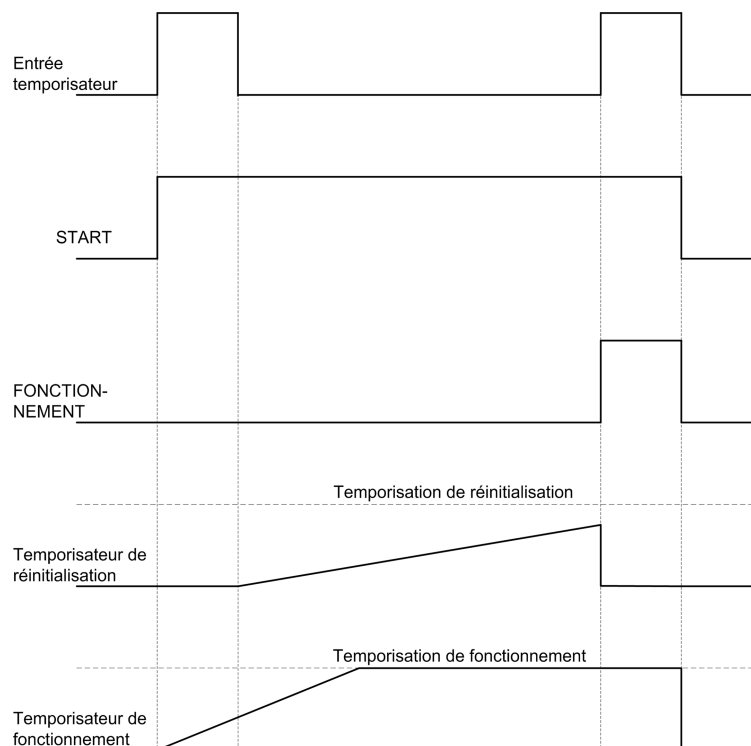 Entrée
temporisateur
START
FONCTION-
NEMENT
Temporisation de réinitialisation
Temporisateur de
réinitialisation
Temporisation de fonctionnement
Temporisateur de
fonctionnement